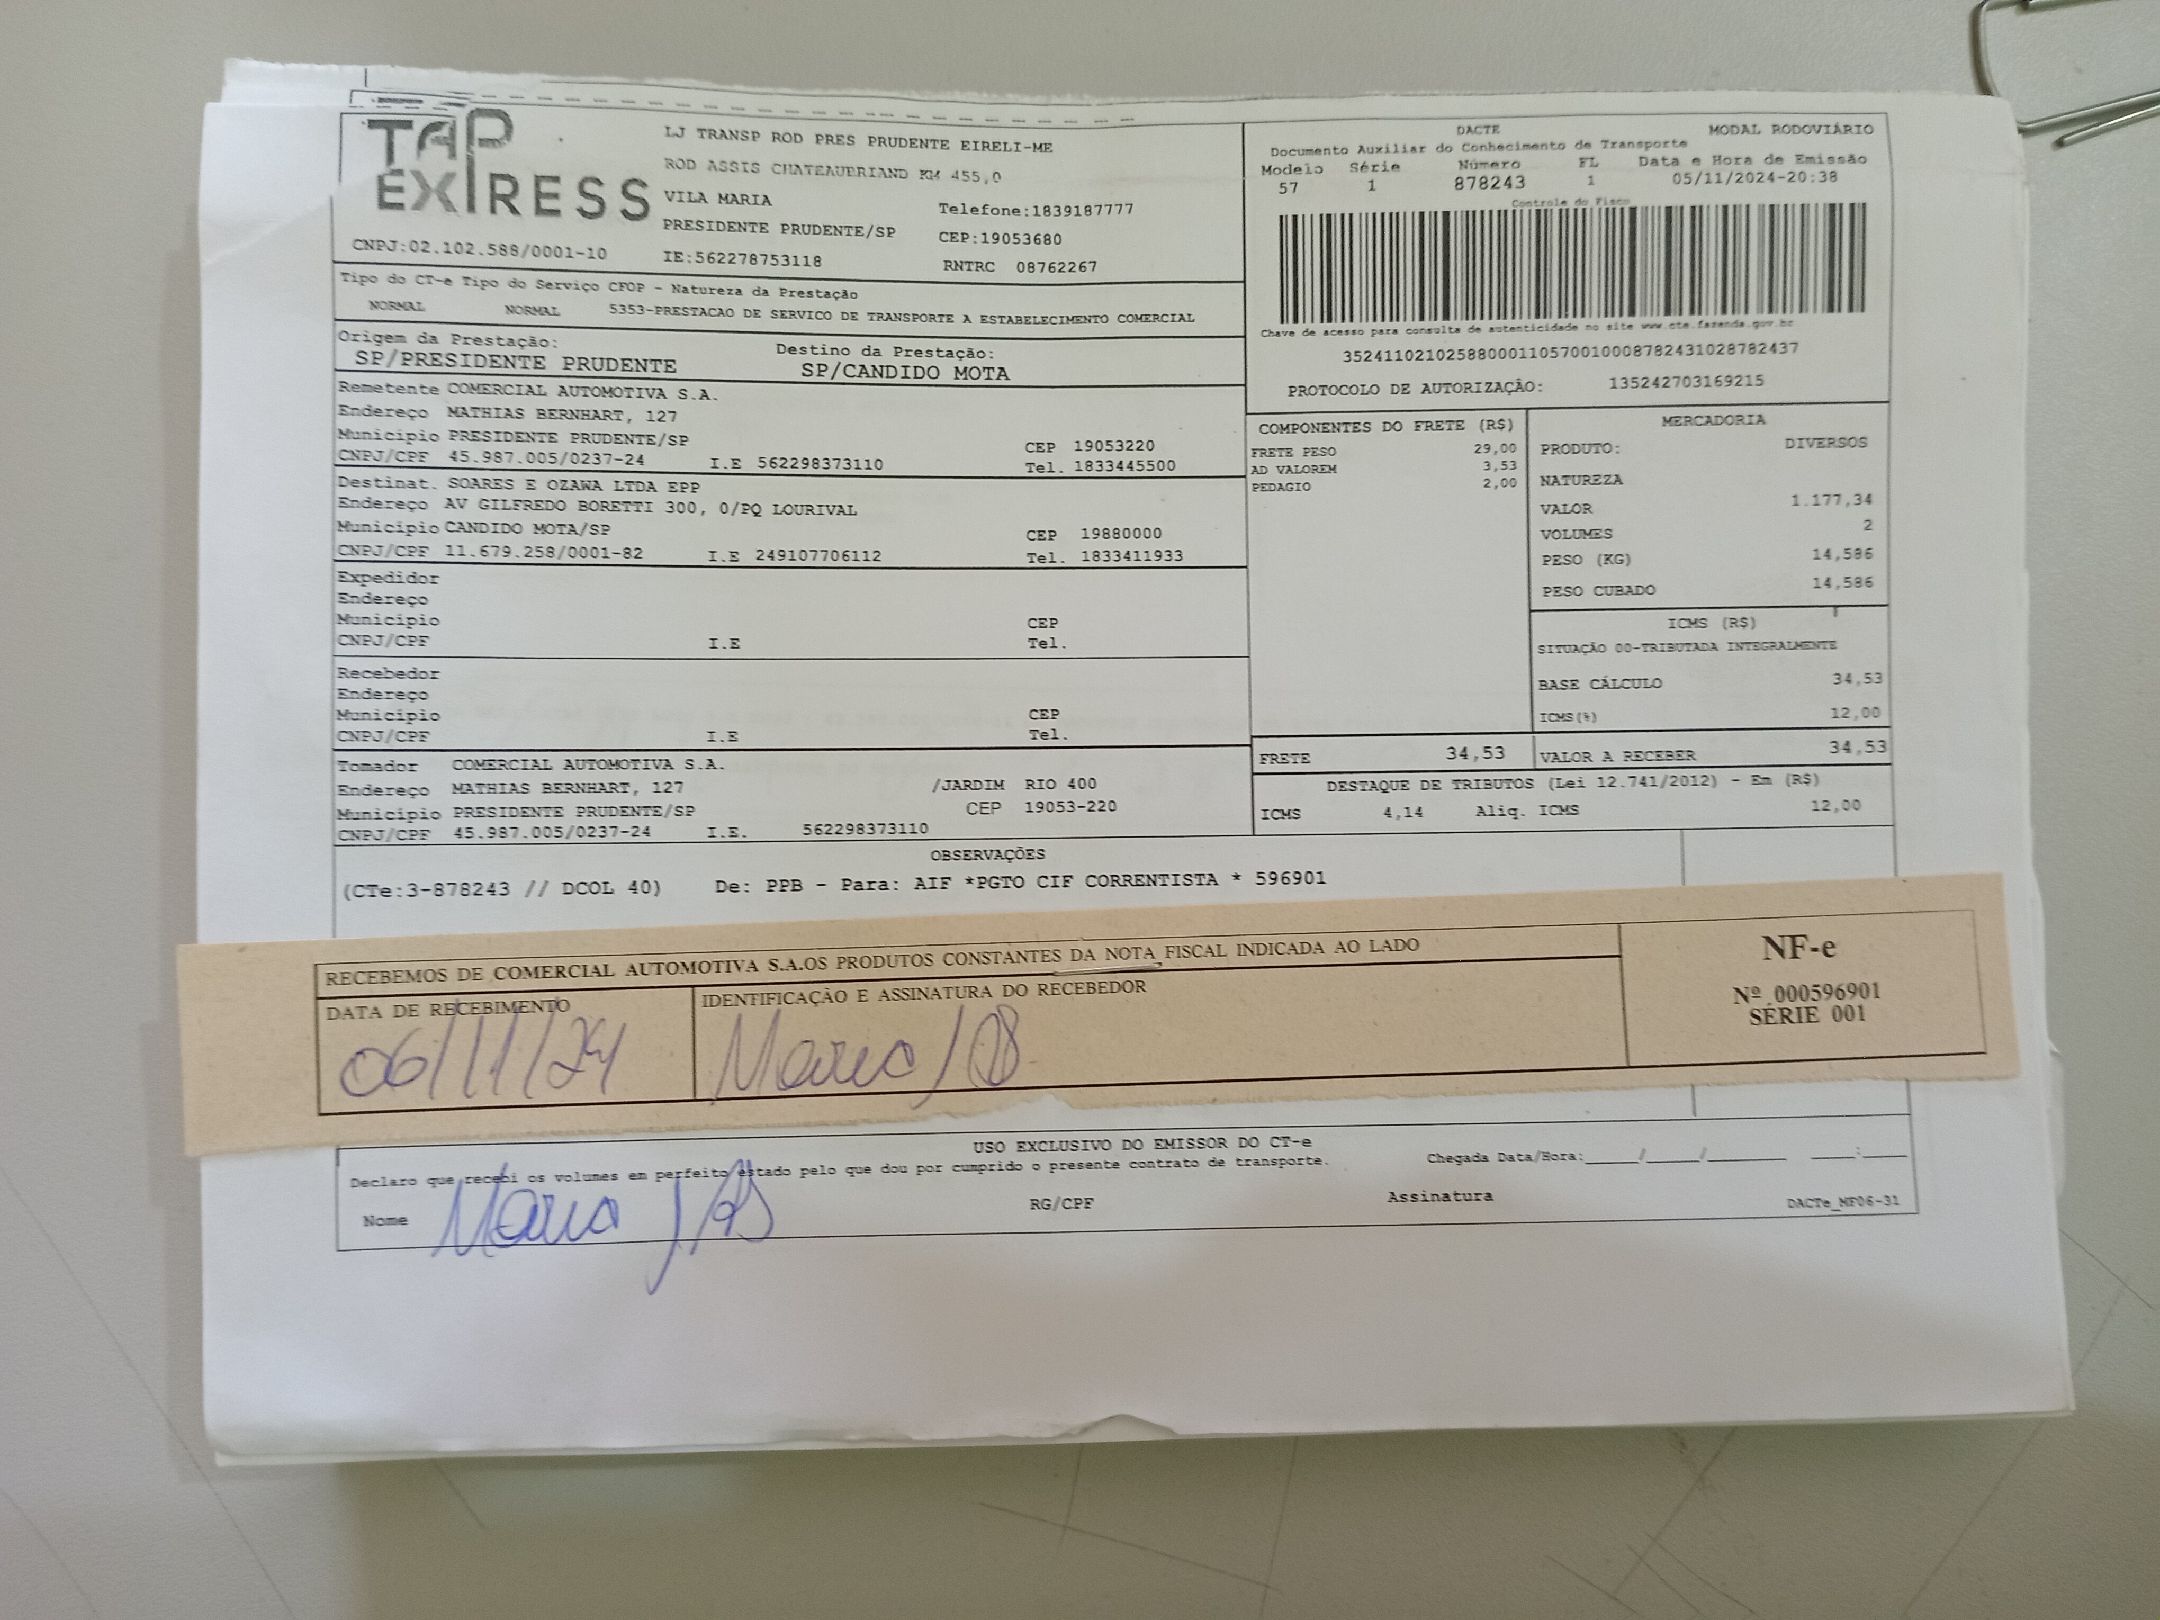 TAP EXPRESS
LJ TRANSP ROD PRES PRUDENTE EIRELI-ME
ROD ASSIS CHATEAUBRIAND KM 455,0
VILA MARIA
Telefone:1839187777
PRESIDENTE PRUDENTE/SP CEP:19053680
CNPJ:02.102.588/0001-10 IE:562278753118 RNTRC 08762267
DACTE MODAL RODOVIÁRIO
Documento Auxiliar do Conhecimento de Transporte
Modelo Série Número FL Data e Hora de Emissão
57 1 878243 1 05/11/2024-20:38
Controle do Fisco
Chave de acesso para consulta de autenticidade no site www.cte.fazenda.gov.br
35241102102588000110570010008782431028782437
PROTOCOLO DE AUTORIZAÇÃO: 135242703169215
Tipo do CT-e Tipo do Serviço CFOP - Natureza da Prestação
NORMAL NORMAL 5353-PRESTACAO DE SERVICO DE TRANSPORTE A ESTABELECIMENTO COMERCIAL
Origem da Prestação: Destino da Prestação:
SP/PRESIDENTE PRUDENTE SP/CANDIDO MOTA
Remetente COMERCIAL AUTOMOTIVA S.A.
Endereço MATHIAS BERNHART, 127
Município PRESIDENTE PRUDENTE/SP CEP 19053220
CNPJ/CPF 45.987.005/0237-24 I.E 562298373110 Tel. 1833445500
Destinat. SOARES E OZAWA LTDA EPP
Endereço AV GILFREDO BORETTI 300, 0/PQ LOURIVAL
Município CANDIDO MOTA/SP CEP 19880000
CNPJ/CPF 11.679.258/0001-82 I.E 249107706112 Tel. 1833411933
Expedidor
Endereço
Município CEP
CNPJ/CPF I.E Tel.
Recebedor
Endereço
Município CEP
CNPJ/CPF I.E Tel.
Tomador COMERCIAL AUTOMOTIVA S.A.
Endereço MATHIAS BERNHART, 127 /JARDIM RIO 400
Município PRESIDENTE PRUDENTE/SP CEP 19053-220
CNPJ/CPF 45.987.005/0237-24 I.E. 562298373110
COMPONENTES DO FRETE (R$)
FRETE PESO 29,00
AD VALOREM 3,53
PEDAGIO 2,00
MERCADORIA
PRODUTO: DIVERSOS
NATUREZA
VALOR 1.177,34
VOLUMES 2
PESO (KG) 14,586
PESO CUBADO 14,586
ICMS (R$)
SITUAÇÃO 00-TRIBUTADA INTEGRALMENTE
BASE CÁLCULO 34,53
ICMS(%) 12,00
FRETE 34,53 VALOR A RECEBER 34,53
DESTAQUE DE TRIBUTOS (Lei 12.741/2012) - Em (R$)
ICMS 4,14 Aliq. ICMS 12,00
OBSERVAÇÕES
(CTe:3-878243 // DCOL 40) De: PPB - Para: AIF *PGTO CIF CORRENTISTA * 596901
RECEBEMOS DE COMERCIAL AUTOMOTIVA S.A.OS PRODUTOS CONSTANTES DA NOTA FISCAL INDICADA AO LADO
DATA DE RECEBIMENTO IDENTIFICAÇÃO E ASSINATURA DO RECEBEDOR
06/11/24
NF-e
Nº 000596901
SÉRIE 001
USO EXCLUSIVO DO EMISSOR DO CT-e
Declaro que recebi os volumes em perfeito estado pelo que dou por cumprido o presente contrato de transporte. Chegada Data/Hora:_____/_____/________ ____:____
Nome RG/CPF Assinatura DACTe_MF06-31